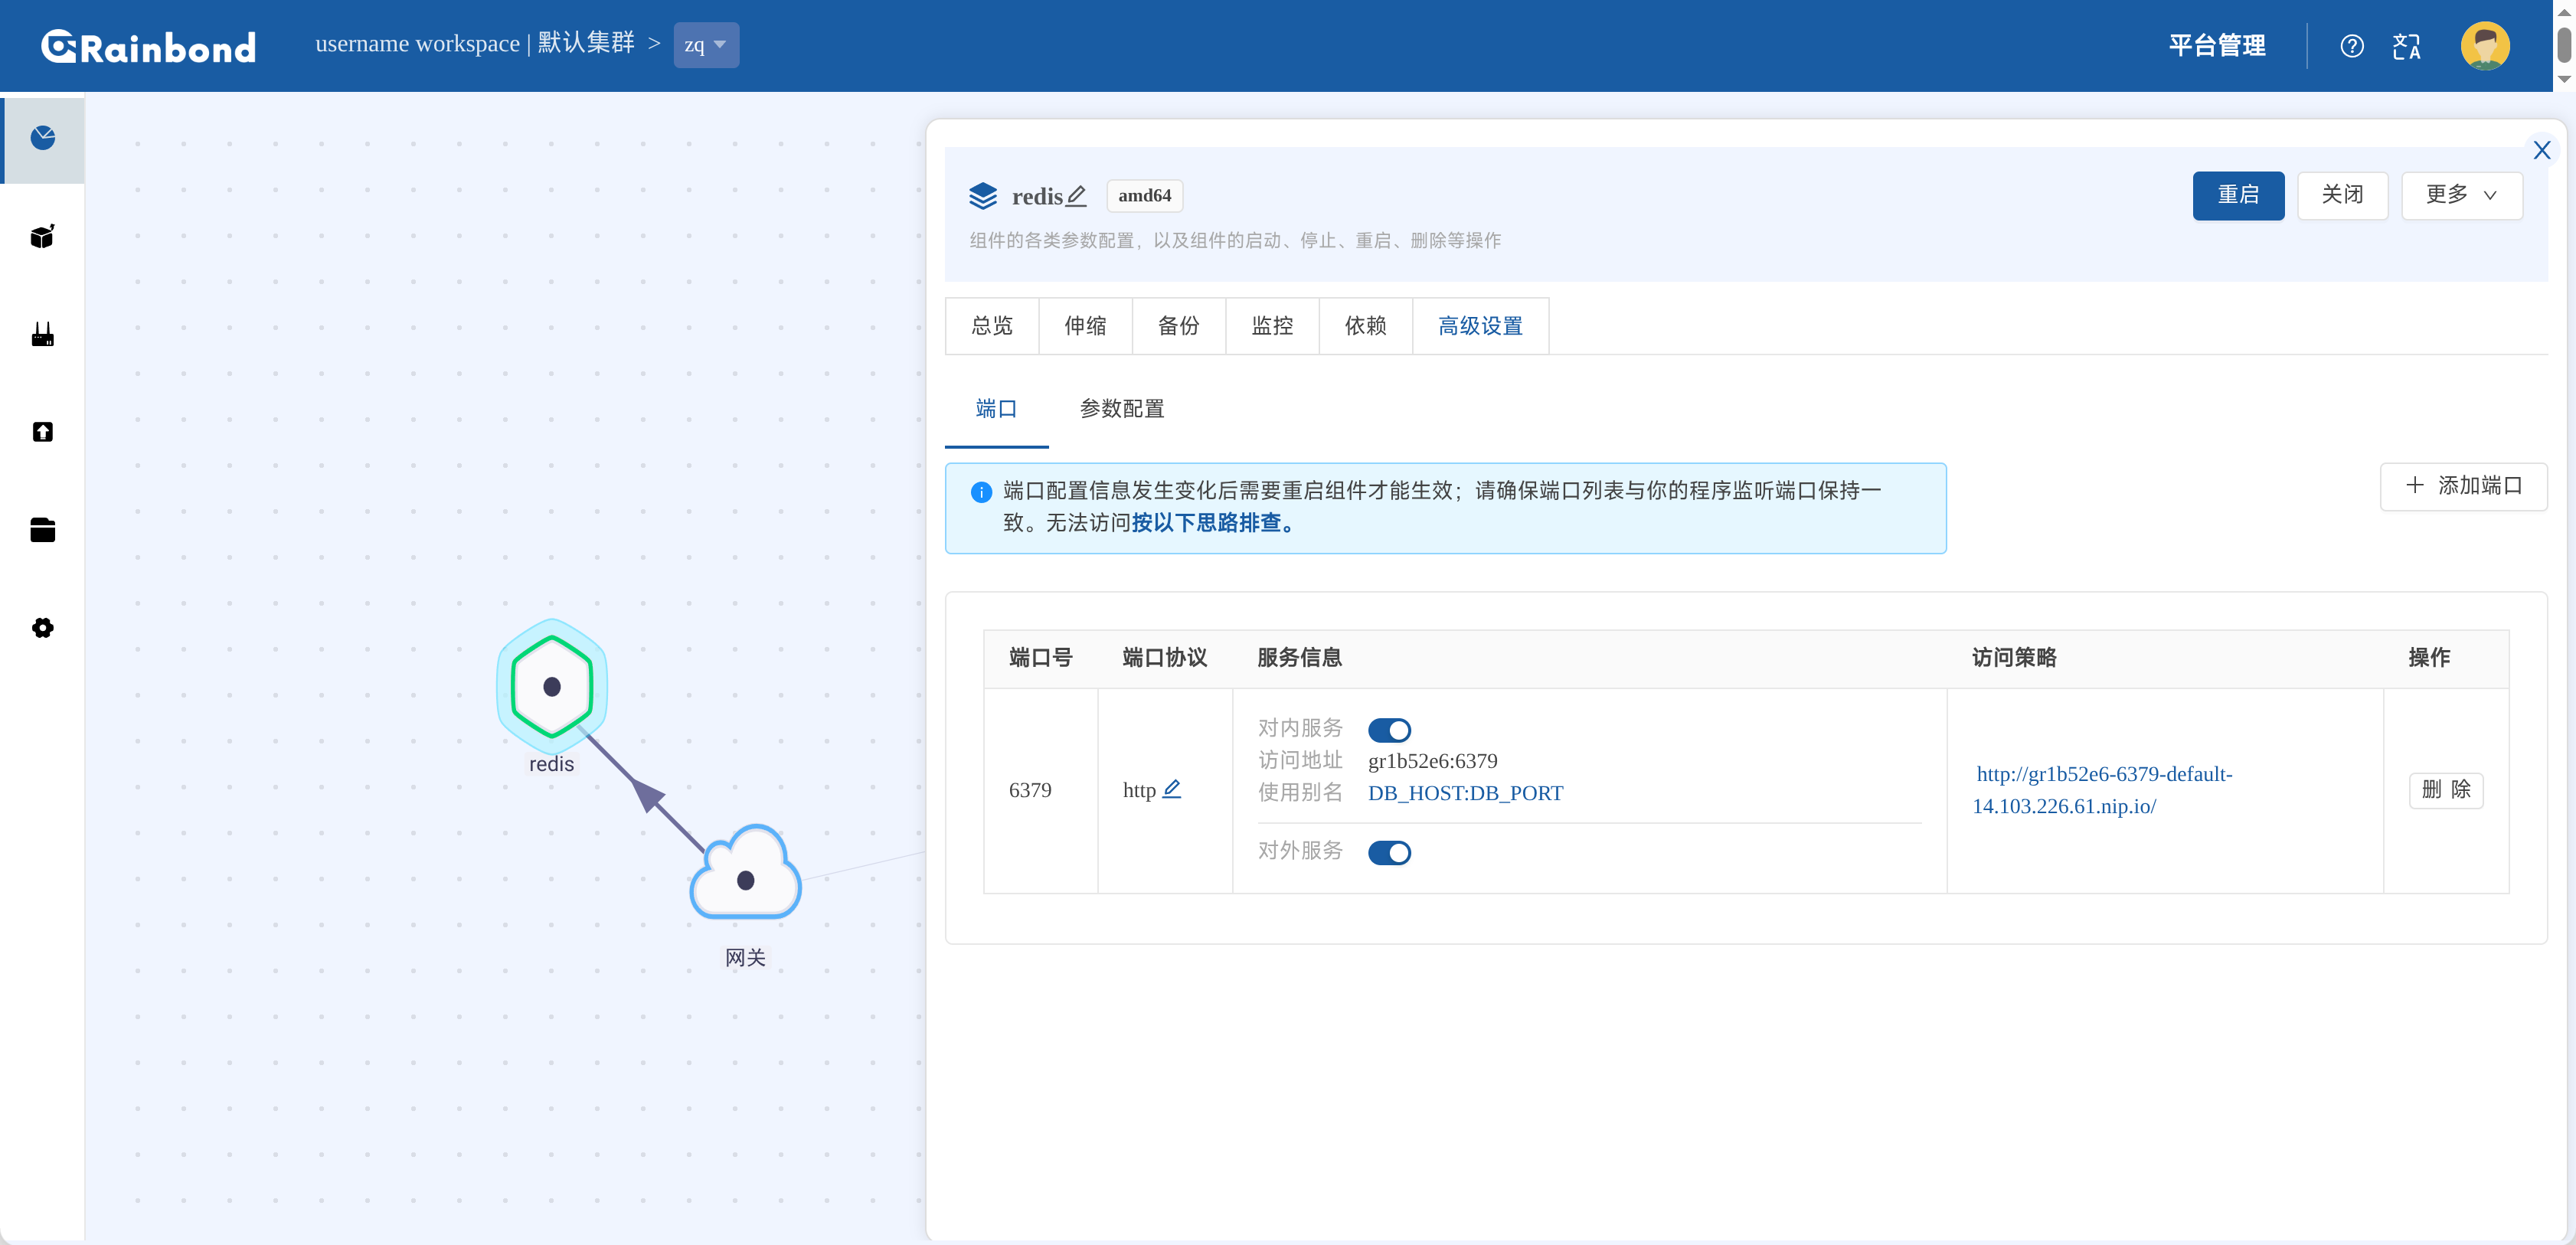 Rainbond
username workspace | 默认集群 > zq
平台管理
redis amd64
组件的各类参数配置，以及组件的启动、停止、重启、删除等操作
重启 关闭 更多
总览 伸缩 备份 监控 依赖 高级设置
端口 参数配置
端口配置信息发生变化后需要重启组件才能生效；请确保端口列表与你的程序监听端口保持一
致。无法访问按以下思路排查。
添加端口
端口号 端口协议 服务信息 访问策略 操作
6379
http
对内服务
访问地址 gr1b52e6:6379
使用别名 DB_HOST:DB_PORT
对外服务
http://gr1b52e6-6379-default-
14.103.226.61.nip.io/
删 除
redis
网关